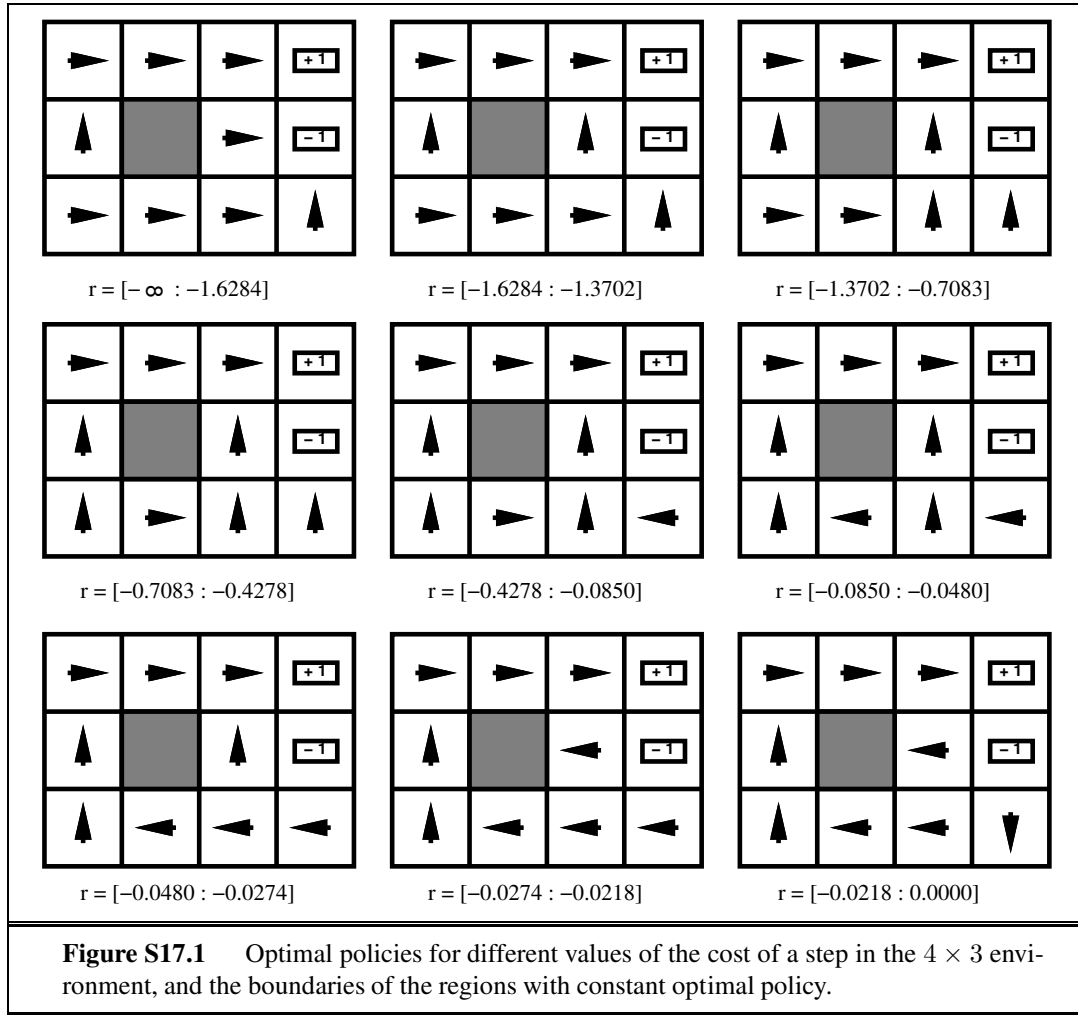 + 1 + 1 + 1
− 1 − 1 − 1
r = [− ∞ : −1.6284] r = [−1.6284 : −1.3702] r = [−1.3702 : −0.7083]
+ 1 + 1 + 1
− 1 − 1 − 1
r = [−0.7083 : −0.4278] r = [−0.4278 : −0.0850] r = [−0.0850 : −0.0480]
+ 1 + 1 + 1
− 1 − 1 − 1
r = [−0.0480 : −0.0274] r = [−0.0274 : −0.0218] r = [−0.0218 : 0.0000]
Figure S17.1 Optimal policies for different values of the cost of a step in the 4 × 3 envi-
ronment, and the boundaries of the regions with constant optimal policy.